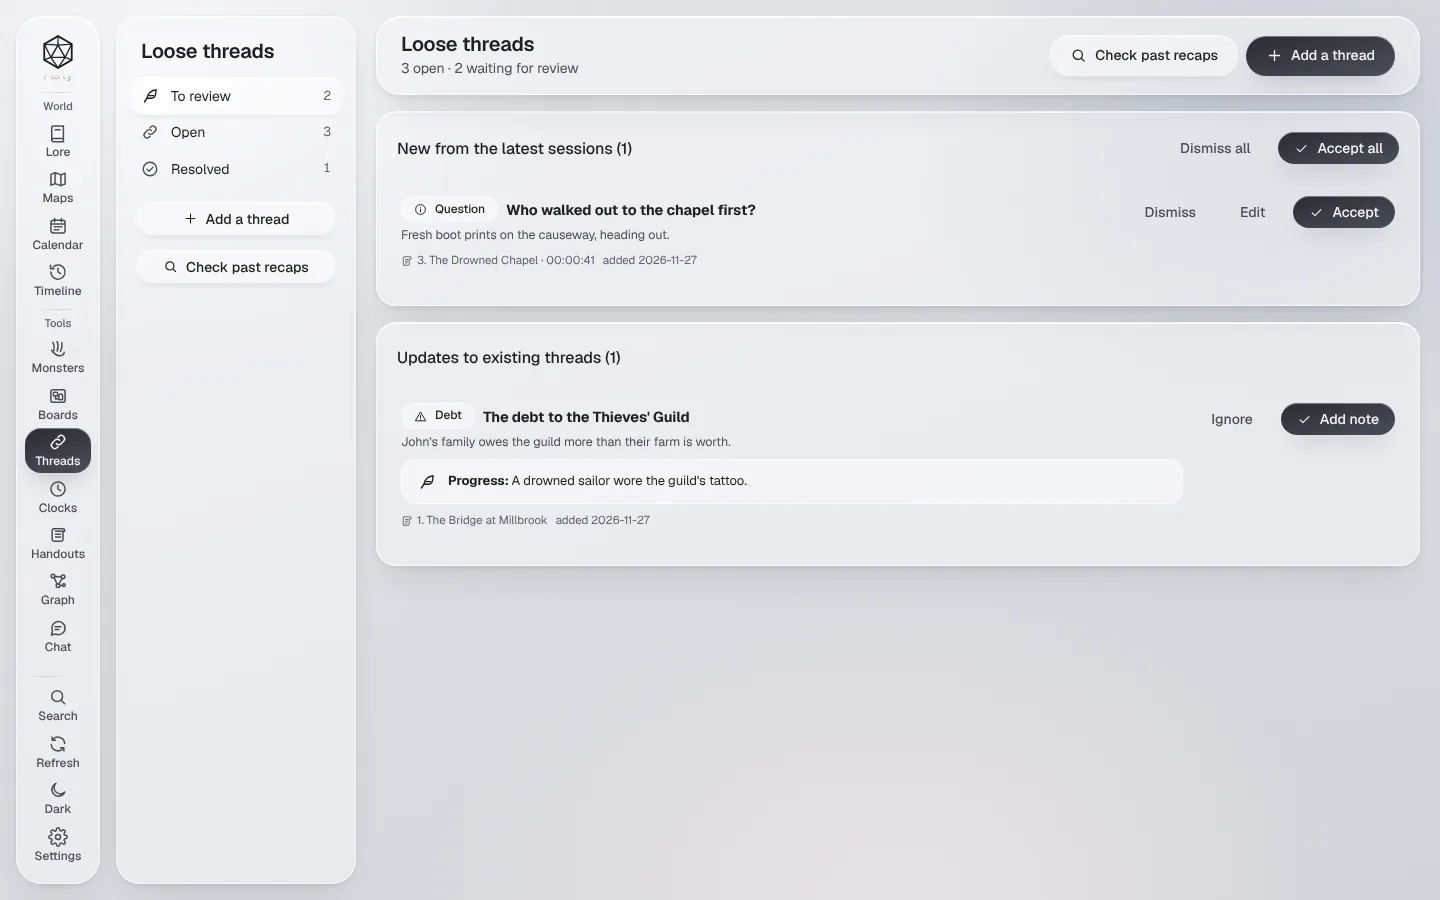 Party
World
Lore
Maps
Calendar
Timeline
Tools
Monsters
Boards
Threads
Clocks
Handouts
Graph
Chat
Search
Refresh
Dark
Settings
Loose threads
To review 2
Open 3
Resolved 1
Add a thread
Check past recaps
Loose threads
3 open · 2 waiting for review
Check past recaps
Add a thread
New from the latest sessions (1)
Dismiss all
Accept all
Question Who walked out to the chapel first?
Dismiss
Edit
Accept
Fresh boot prints on the causeway, heading out.
3. The Drowned Chapel · 00:00:41 added 2026-11-27
Updates to existing threads (1)
Debt The debt to the Thieves' Guild
Ignore
Add note
John's family owes the guild more than their farm is worth.
Progress: A drowned sailor wore the guild's tattoo.
1. The Bridge at Millbrook added 2026-11-27